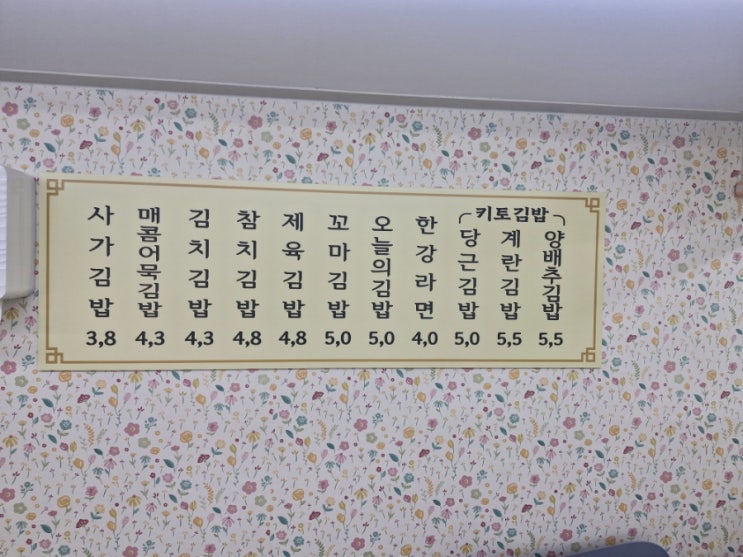 사가김밥 3,8
매콤어묵김밥 4,3
김치김밥 4,3
참치김밥 4,8
제육김밥 4,8
꼬마김밥 5,0
오늘의김밥 5,0
한강라면 4,0
키토김밥
당근김밥 5,0
계란김밥 5,5
양배추김밥 5,5